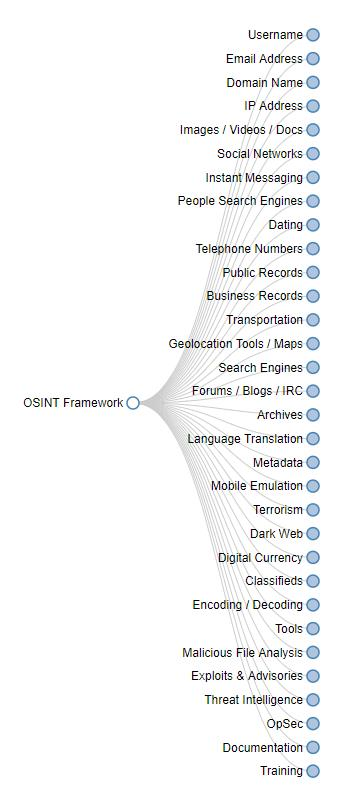 Username
Email Address
Domain Name
IP Address
Images / Videos / Docs
Social Networks
Instant Messaging
People Search Engines
Dating
Telephone Numbers
Public Records
Business Records
Transportation
Geolocation Tools / Maps
Search Engines
Forums / Blogs / IRC
OSINT Framework
Archives
Language Translation
Metadata
Mobile Emulation
Terrorism
Dark Web
Digital Currency
Classifieds
Encoding / Decoding
Tools
Malicious File Analysis
Exploits & Advisories
Threat Intelligence
OpSec
Documentation
Training